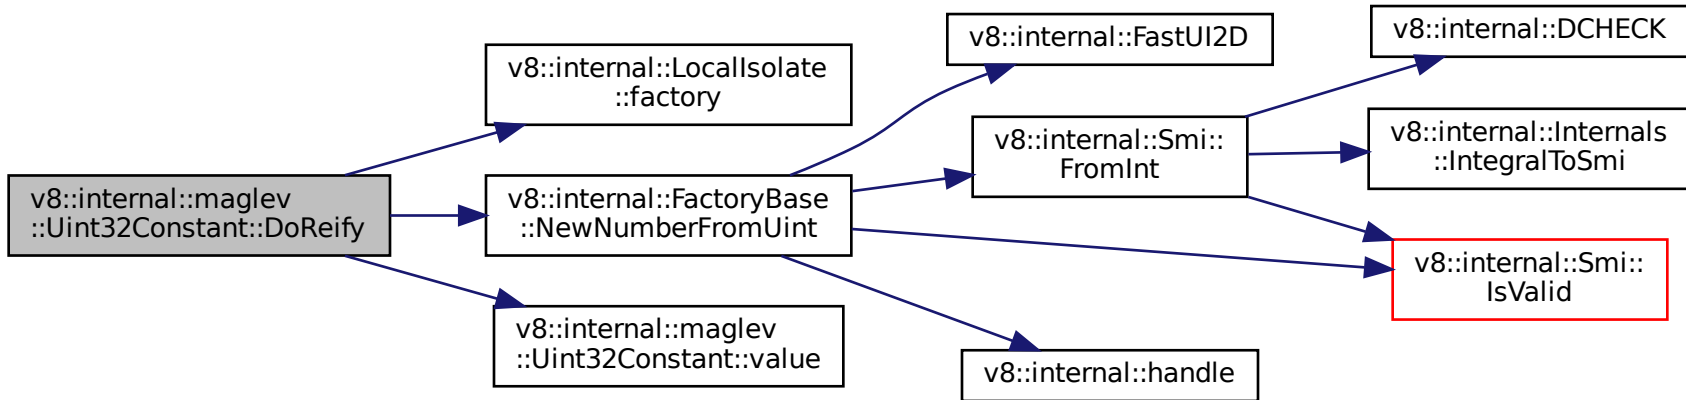 v8::internal::maglev
::Uint32Constant::DoReify
v8::internal::LocalIsolate
::factory
v8::internal::FactoryBase
::NewNumberFromUint
v8::internal::maglev
::Uint32Constant::value
v8::internal::FastUI2D
v8::internal::Smi::
FromInt
v8::internal::handle
v8::internal::DCHECK
v8::internal::Internals
::IntegralToSmi
v8::internal::Smi::
IsValid